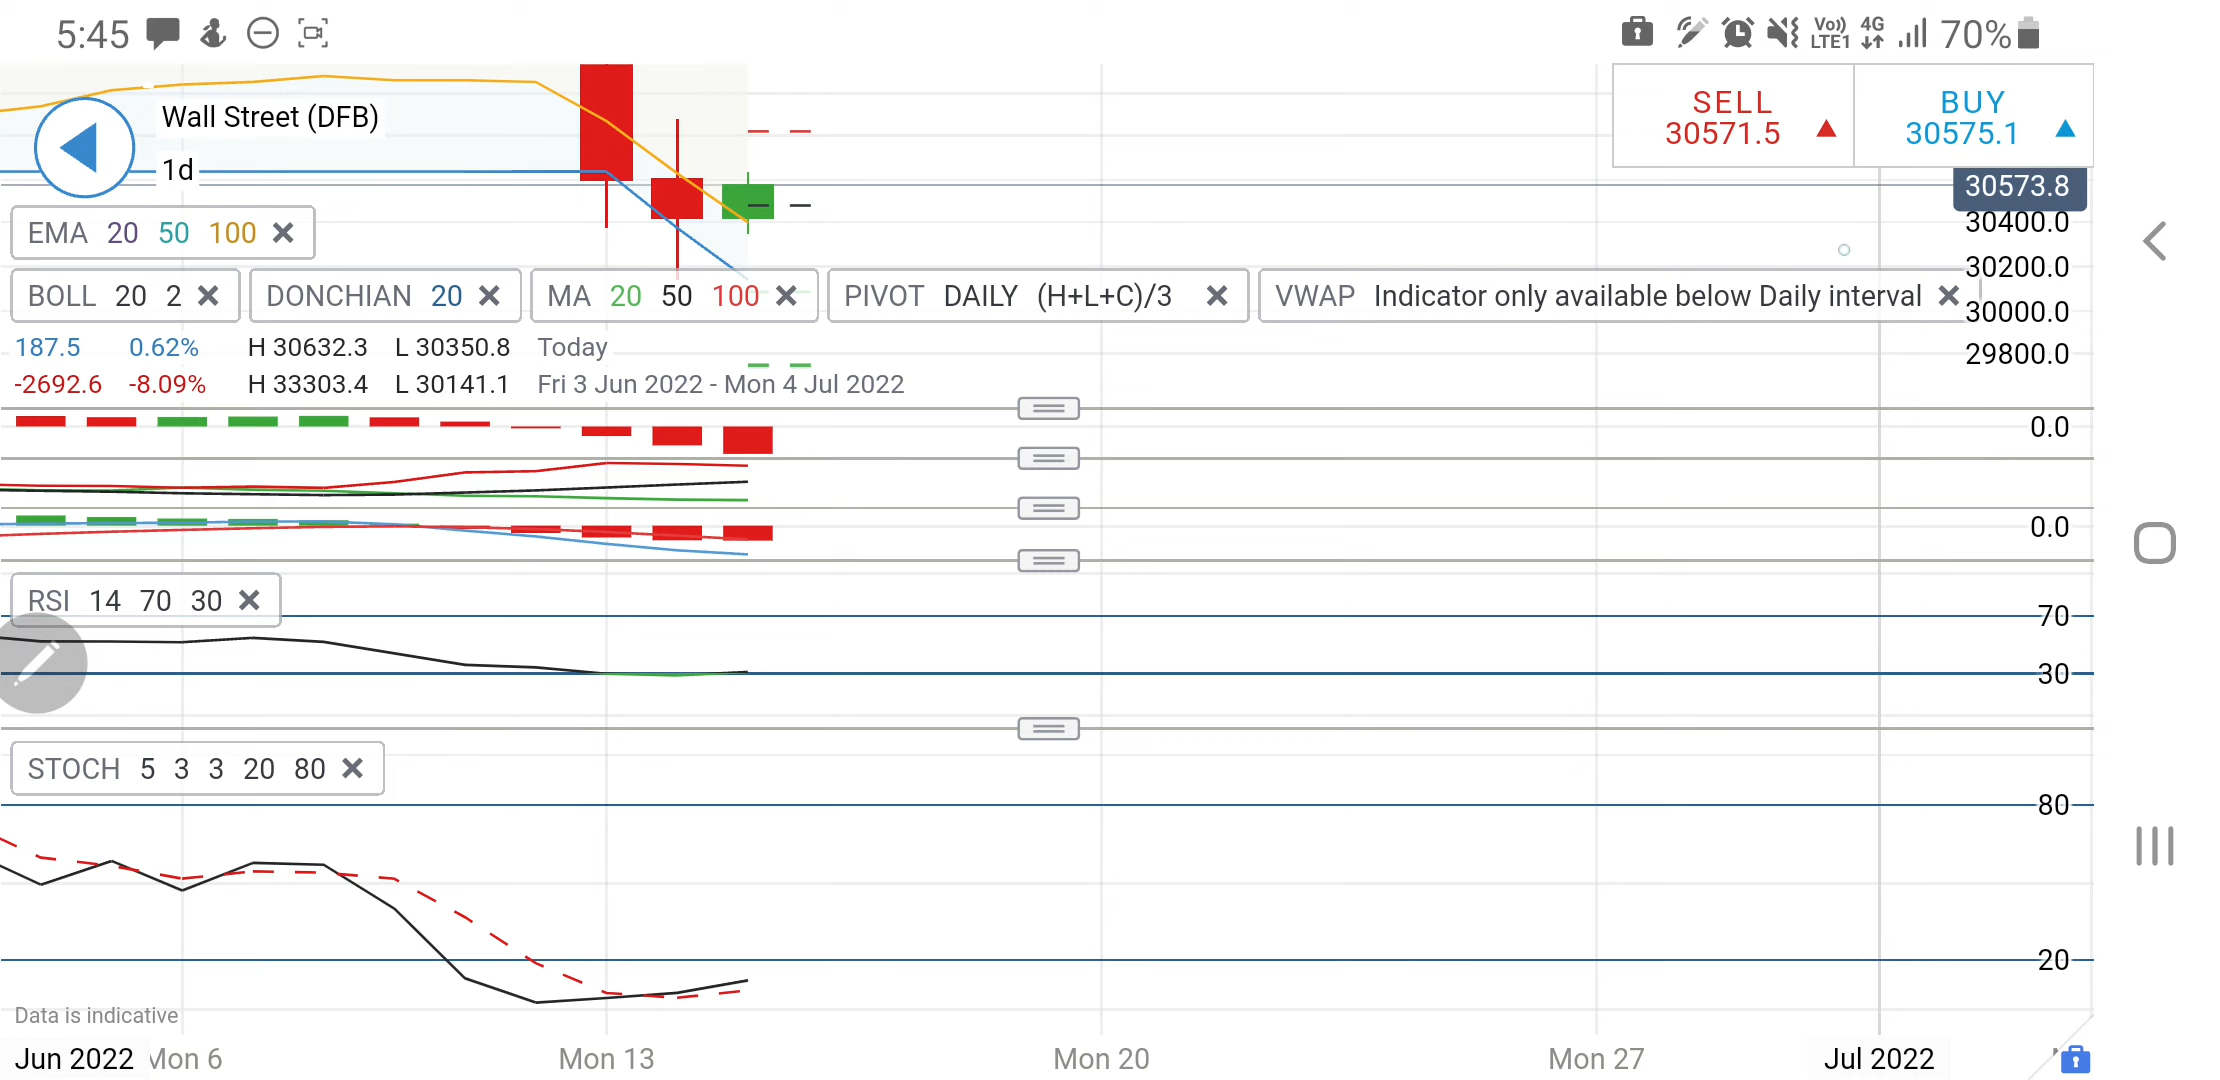 5:45 Vo)) LTE1 4G 70%
Wall Street (DFB)
1d
SELL
30571.5
BUY
30575.1
30573.8
30400.0
30200.0
30000.0
29800.0
EMA 20 50 100
BOLL 20 2
DONCHIAN 20
MA 20 50 100
PIVOT DAILY (H+L+C)/3
VWAP Indicator only available below Daily interval
187.5 0.62% H 30632.3 L 30350.8 Today
-2692.6 -8.09% H 33303.4 L 30141.1 Fri 3 Jun 2022 - Mon 4 Jul 2022
0.0
0.0
RSI 14 70 30
70
30
STOCH 5 3 3 20 80
80
20
Data is indicative
Jun 2022 Mon 6 Mon 13 Mon 20 Mon 27 Jul 2022